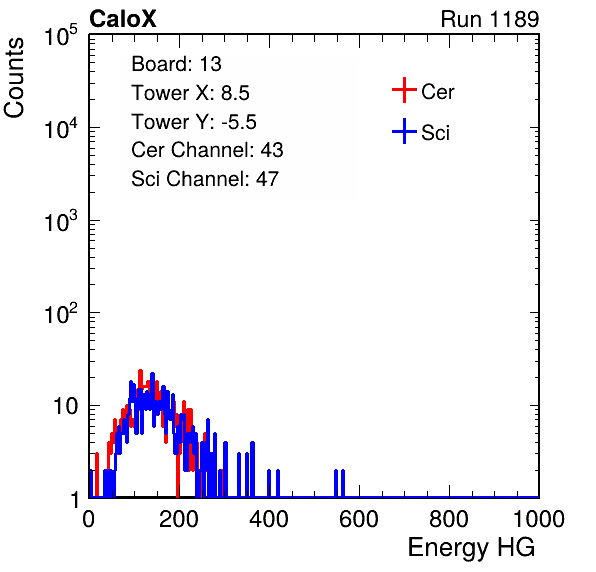 CaloX Run 1189
Counts
Board: 13
Tower X: 8.5
Tower Y: -5.5
Cer Channel: 43
Sci Channel: 47
Cer
Sci
10^5
10^4
10^3
10^2
10
1
0 200 400 600 800 1000
Energy HG